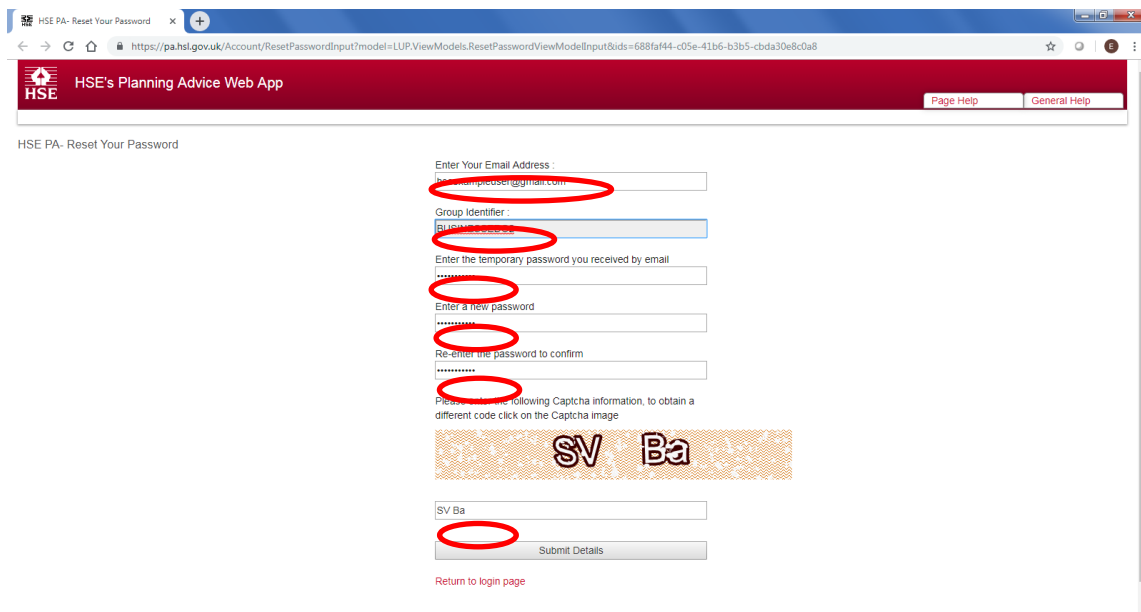 HSE PA- Reset Your Password
https://pa.hsl.gov.uk/Account/ResetPasswordInput?model=LUP.ViewModels.ResetPasswordViewModelInput&ids=688faf44-c05e-41b6-b3b5-cbda30e8c0a8
E
HSE
HSE's Planning Advice Web App
Page Help
General Help
HSE PA- Reset Your Password
Enter Your Email Address :
Group Identifier :
Enter the temporary password you received by email
•••••••••••
Enter a new password
•••••••••••
Re-enter the password to confirm
•••••••••••
Please enter the following Captcha information, to obtain a
different code click on the Captcha image
SV Ba
SV Ba
Submit Details
Return to login page